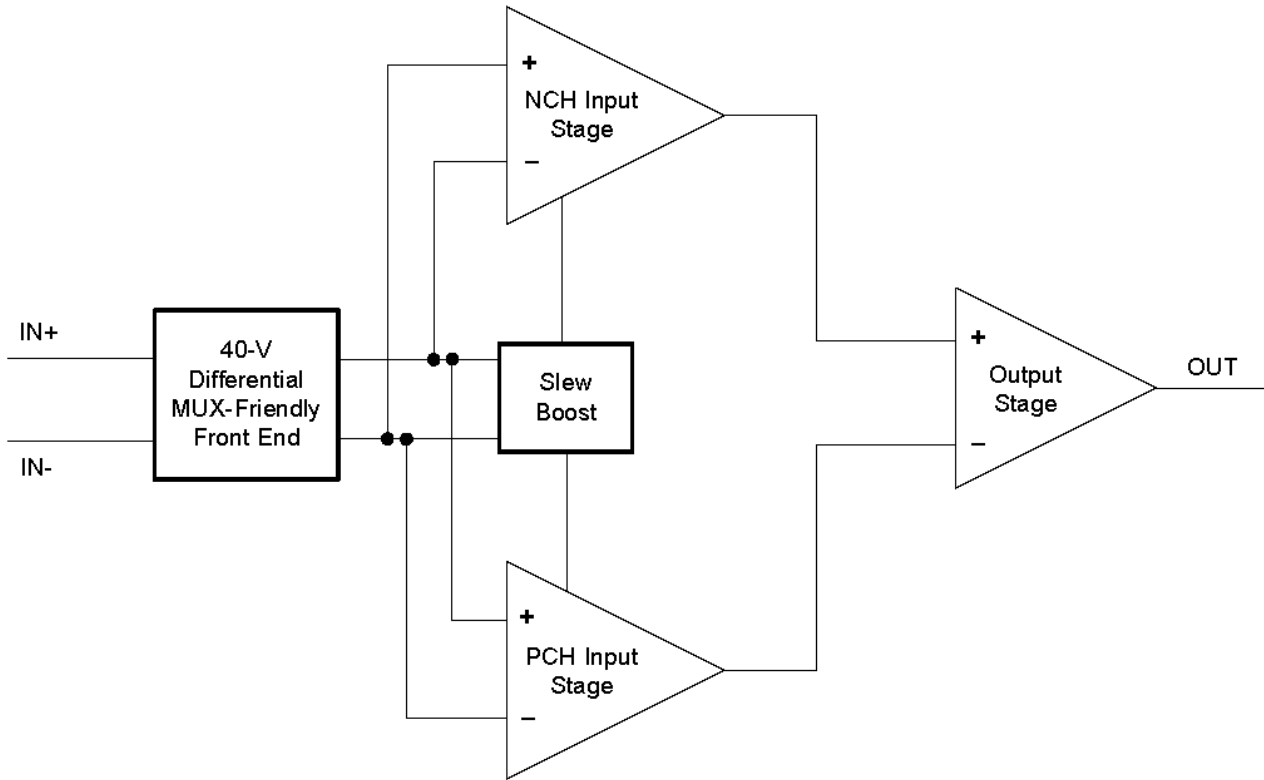 +
NCH Input
Stage
−
IN+
40-V
Differential
MUX-Friendly
Front End
IN-
Slew
Boost
+
Output
Stage
−
OUT
+
PCH Input
Stage
−